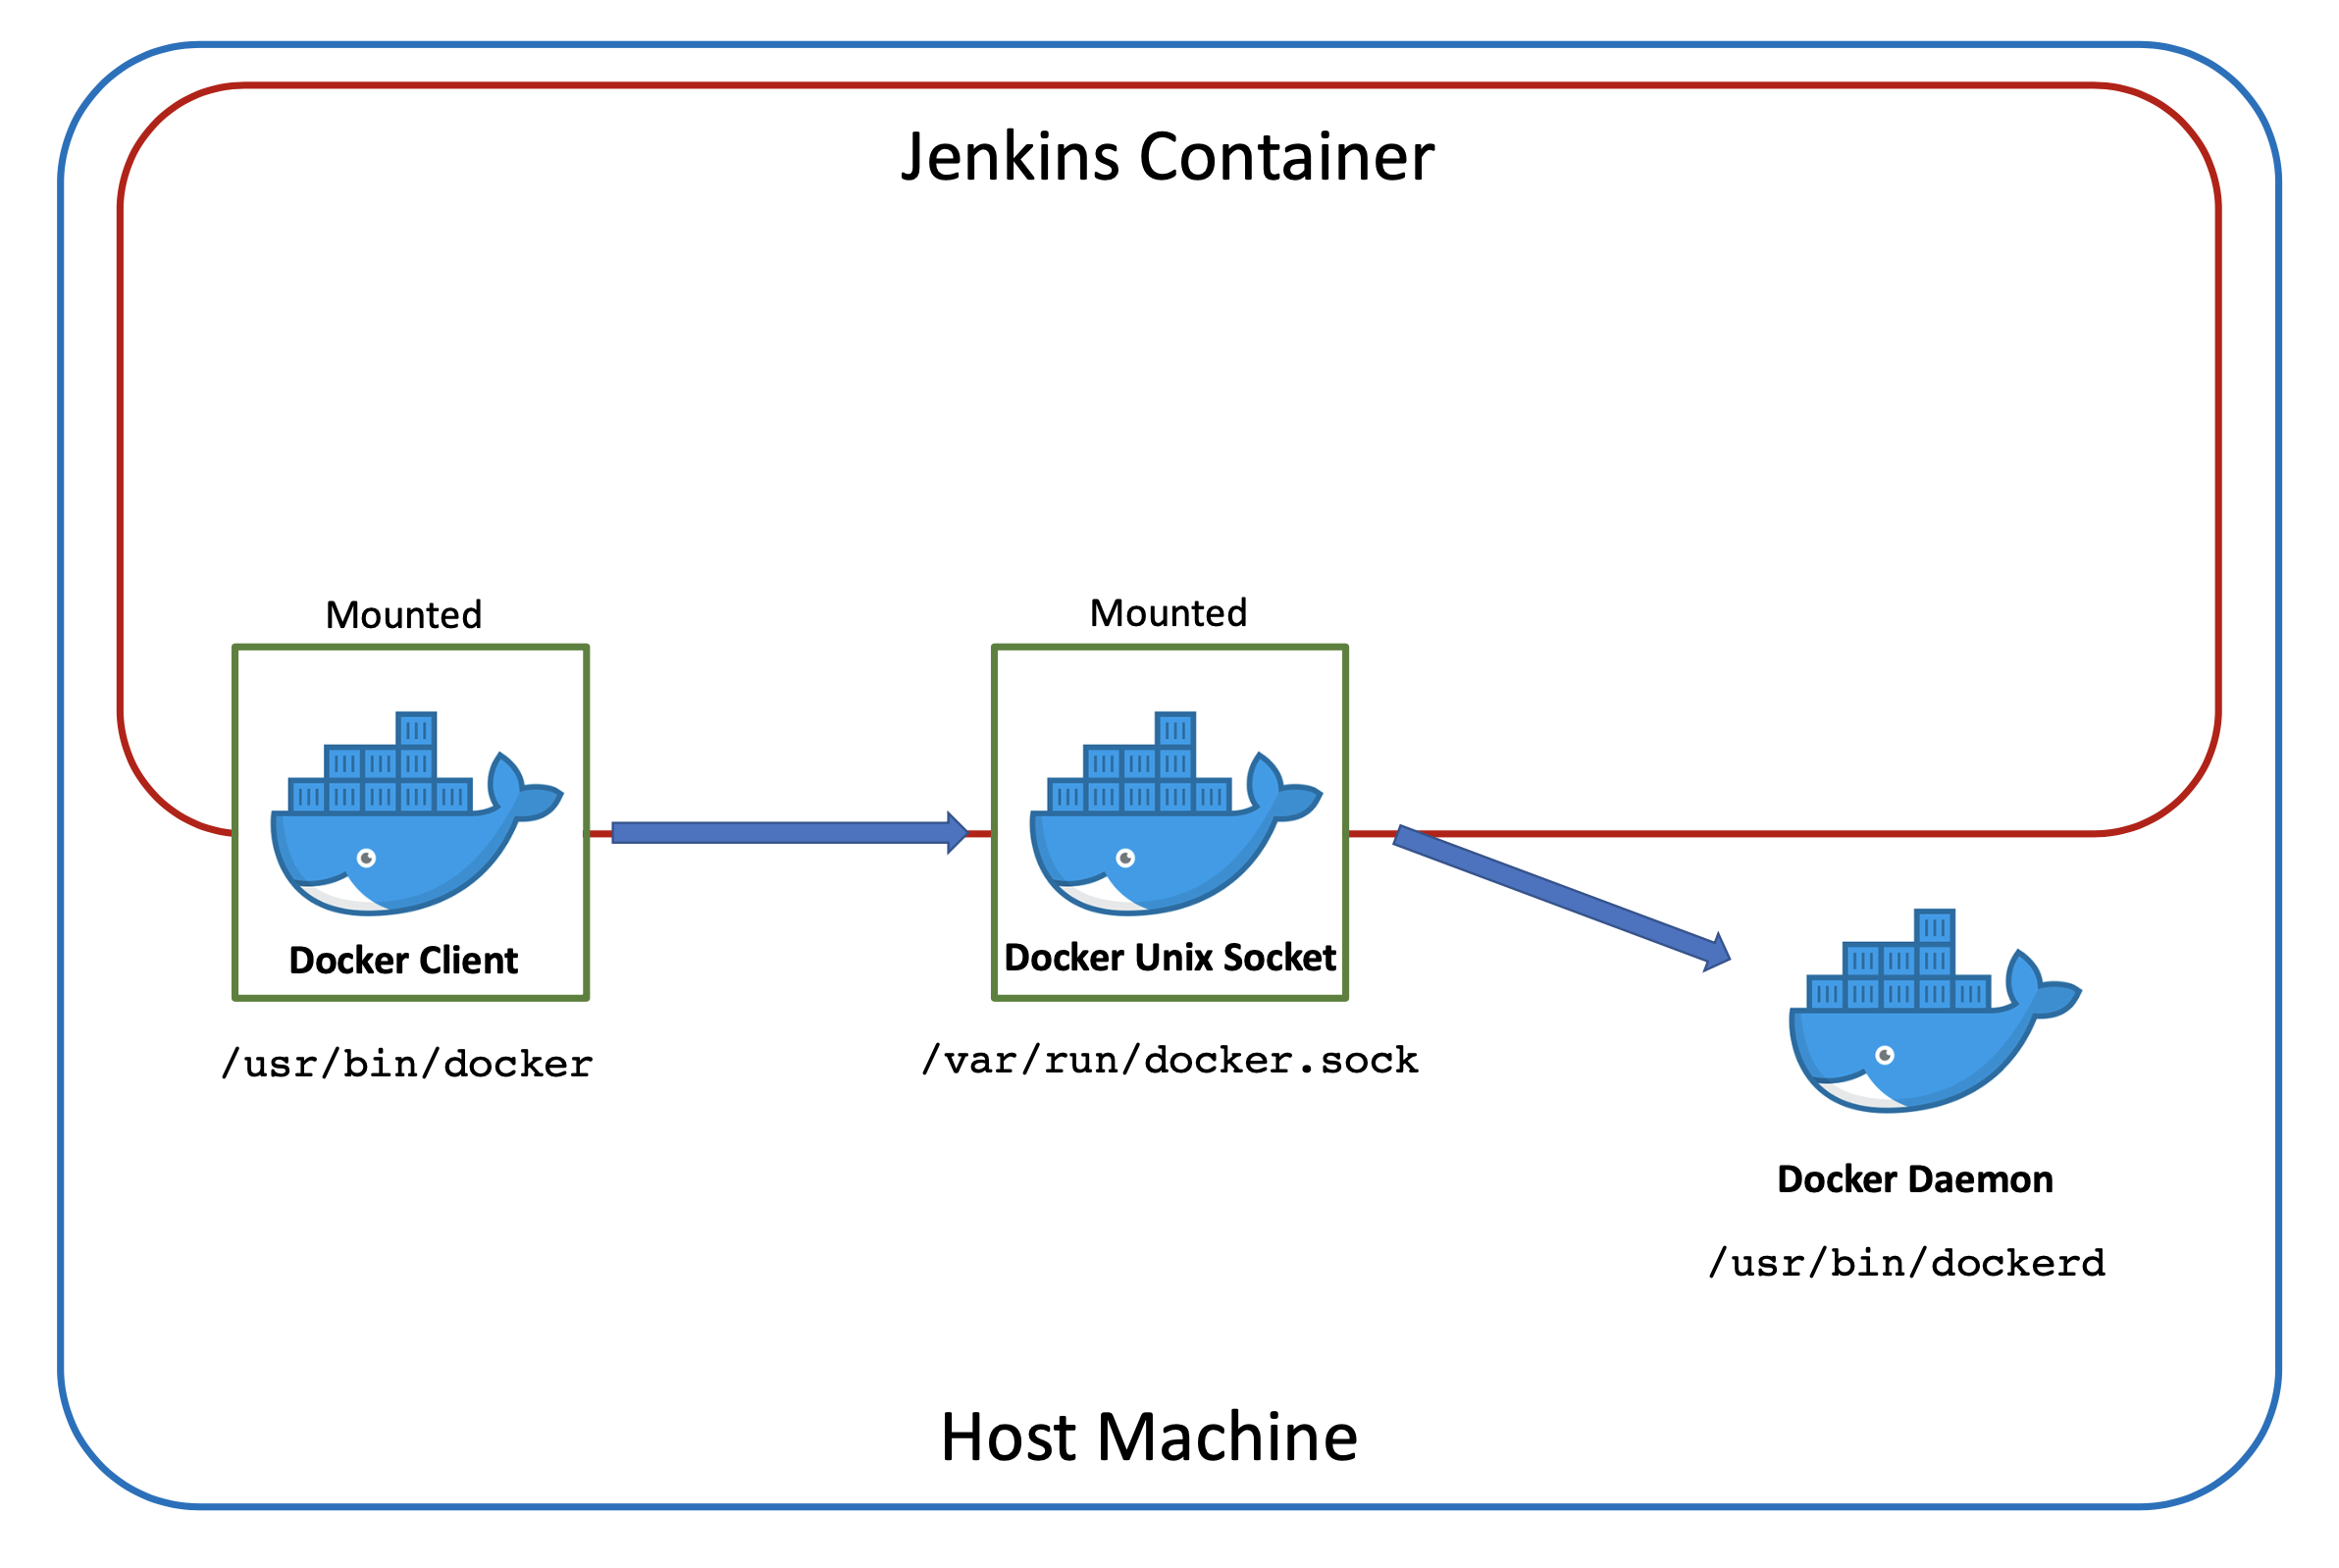 Jenkins Container
Mounted
Mounted
Docker Client
Docker Unix Socket
/usr/bin/docker
/var/run/docker.sock
Docker Daemon
/usr/bin/dockerd
Host Machine